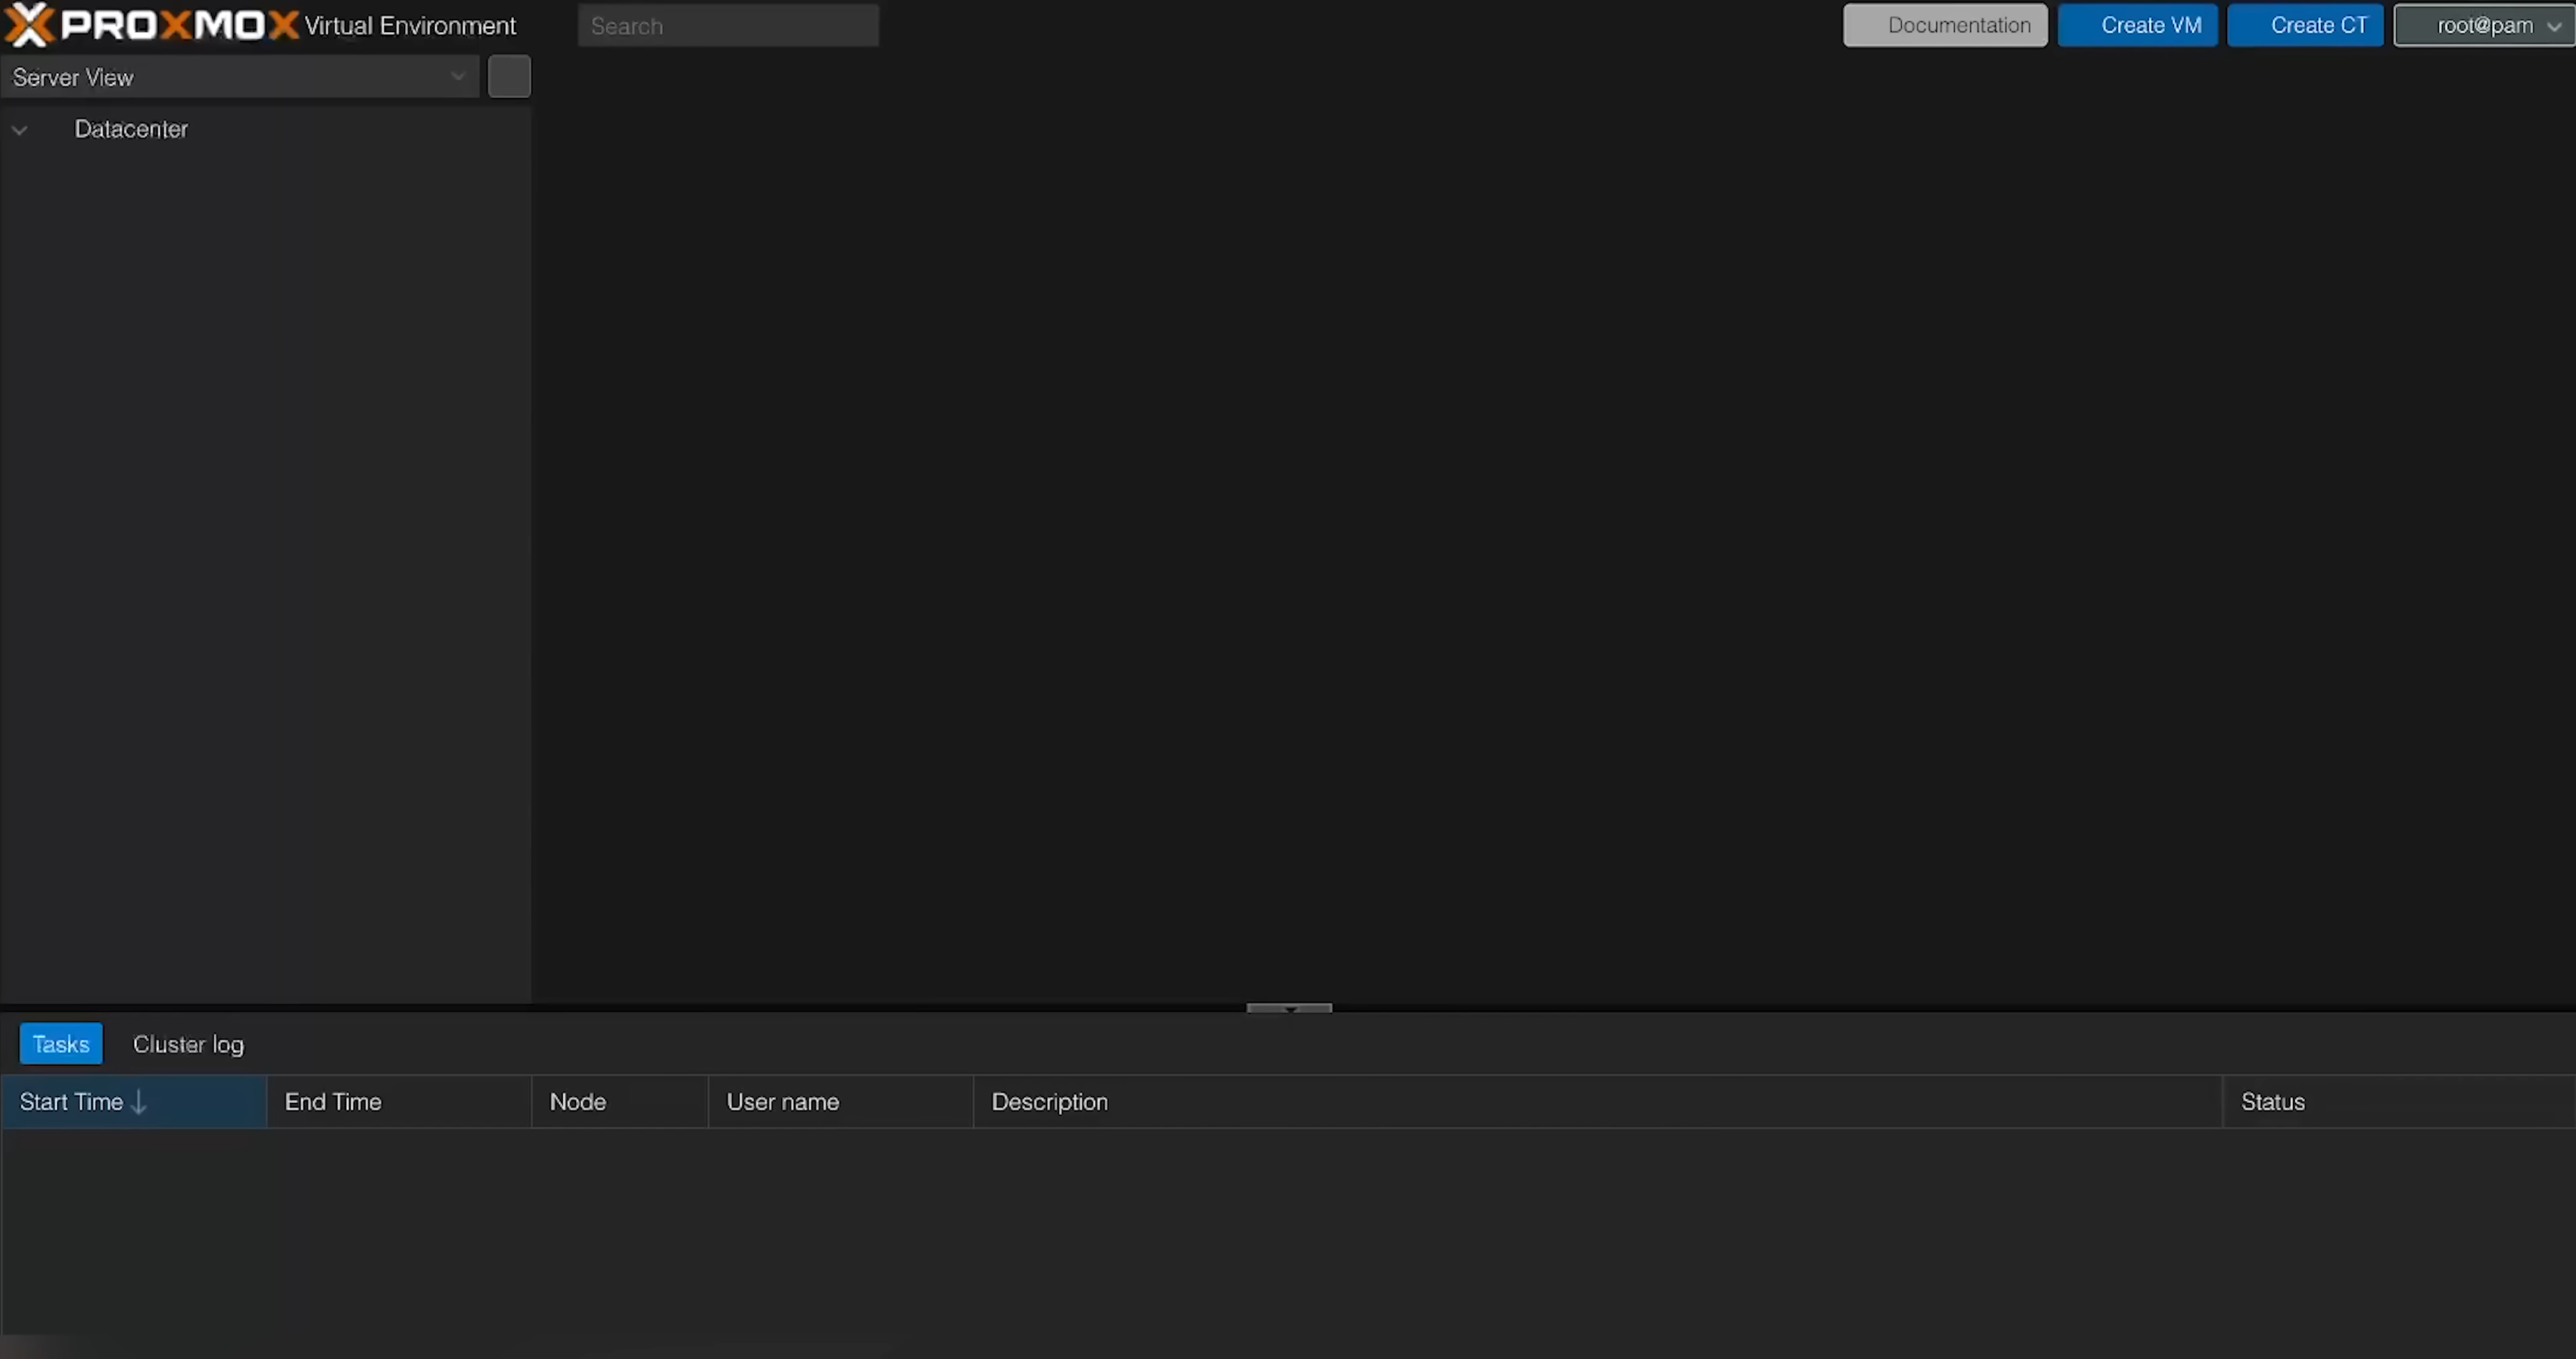 PROXMOX Virtual Environment Search Documentation Create VM Create CT root@pam
Server View
Datacenter
Tasks Cluster log
Start Time End Time Node User name Description Status